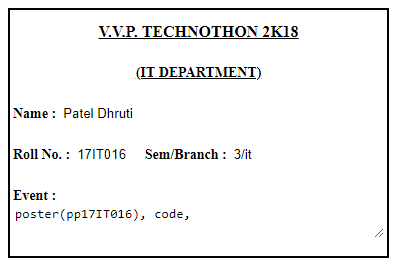 V.V.P. TECHNOTHON 2K18
(IT DEPARTMENT)
Name : Patel Dhruti
Roll No. : 17IT016 Sem/Branch : 3/it
Event :
poster(pp17IT016), code,